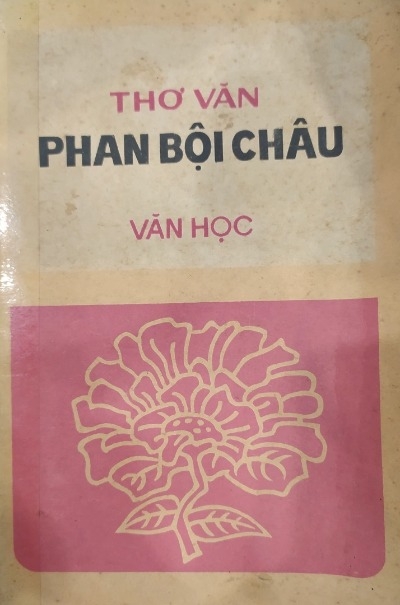 THƠ VĂN
PHAN BỘI CHÂU
VĂN HỌC